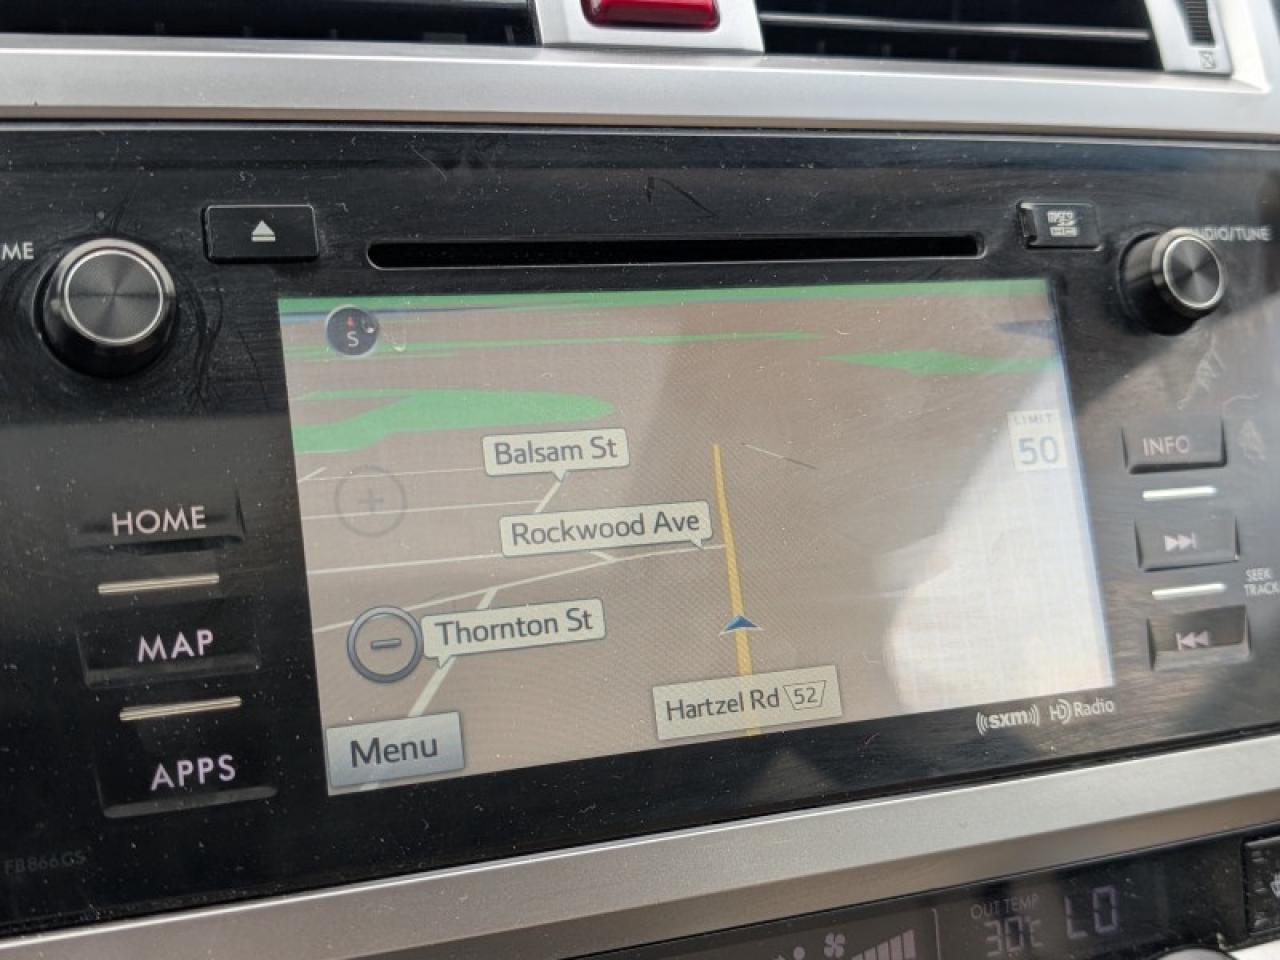 microSD
HOME
MAP
APPS
FB866GS
S
LIMIT
50
Balsam St
Rockwood Ave
Thornton St
Hartzel Rd 52
Menu
INFO
SEEK
TRACK
((sxm))
HD Radio
OUT TEMP
30°C
LO